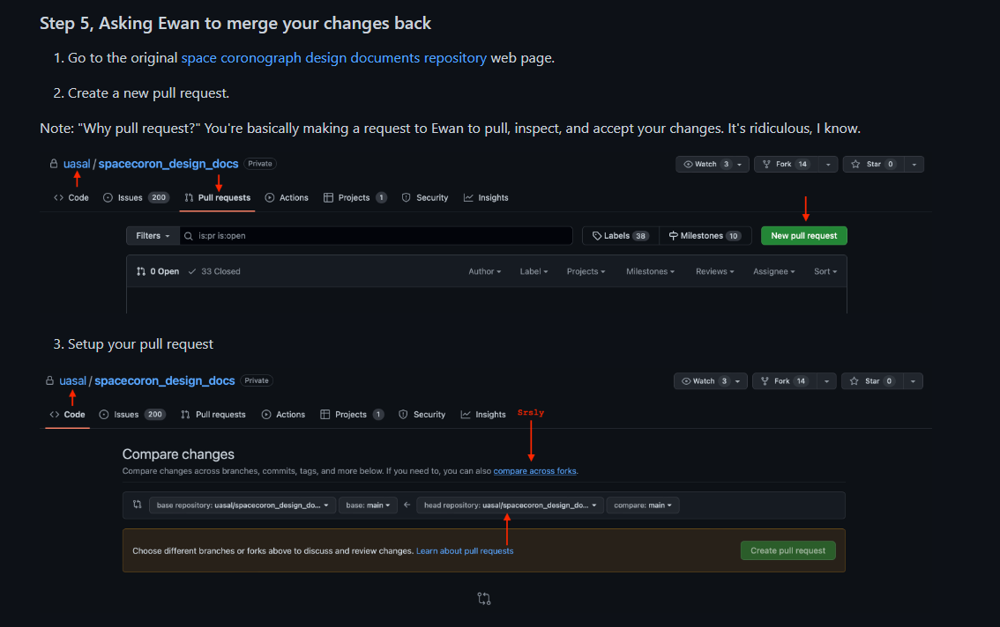 Step 5, Asking Ewan to merge your changes back
1. Go to the original space coronograph design documents repository web page.
2. Create a new pull request.
Note: "Why pull request?" You're basically making a request to Ewan to pull, inspect, and accept your changes. It's ridiculous, I know.
uasal / spacecoron_design_docs Private Watch 3 Fork 14 Star 0
Code Issues 200 Pull requests Actions Projects 1 Security Insights
Filters is:pr is:open Labels 38 Milestones 10 New pull request
0 Open 33 Closed Author Label Projects Milestones Reviews Assignee Sort
3. Setup your pull request
uasal / spacecoron_design_docs Private Watch 3 Fork 14 Star 0
Code Issues 200 Pull requests Actions Projects 1 Security Insights Srsly
Compare changes
Compare changes across branches, commits, tags, and more below. If you need to, you can also compare across forks.
base repository: uasal/spacecoron_design_do... base: main ← head repository: uasal/spacecoron_design_do... compare: main
Choose different branches or forks above to discuss and review changes. Learn about pull requests Create pull request